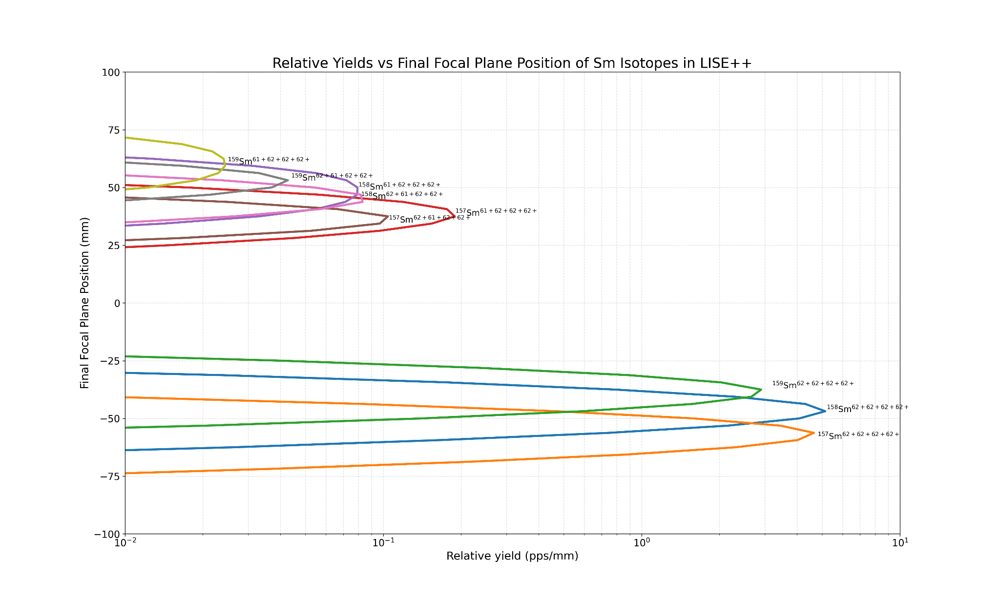 Relative Yields vs Final Focal Plane Position of Sm Isotopes in LISE++
Final Focal Plane Position (mm)
100
75
50
25
0
−25
−50
−75
−100
¹⁵⁹Sm⁶¹⁺⁶²⁺⁶²⁺⁶²⁺
¹⁵⁹Sm⁶²⁺⁶¹⁺⁶²⁺⁶²⁺
¹⁵⁸Sm⁶¹⁺⁶²⁺⁶²⁺⁶²⁺
¹⁵⁸Sm⁶²⁺⁶¹⁺⁶²⁺⁶²⁺
¹⁵⁷Sm⁶¹⁺⁶²⁺⁶²⁺⁶²⁺
¹⁵⁷Sm⁶²⁺⁶¹⁺⁶²⁺⁶²⁺
¹⁵⁹Sm⁶²⁺⁶²⁺⁶²⁺⁶²⁺
¹⁵⁸Sm⁶²⁺⁶²⁺⁶²⁺⁶²⁺
¹⁵⁷Sm⁶²⁺⁶²⁺⁶²⁺⁶²⁺
10⁻² 10⁻¹ 10⁰ 10¹
Relative yield (pps/mm)